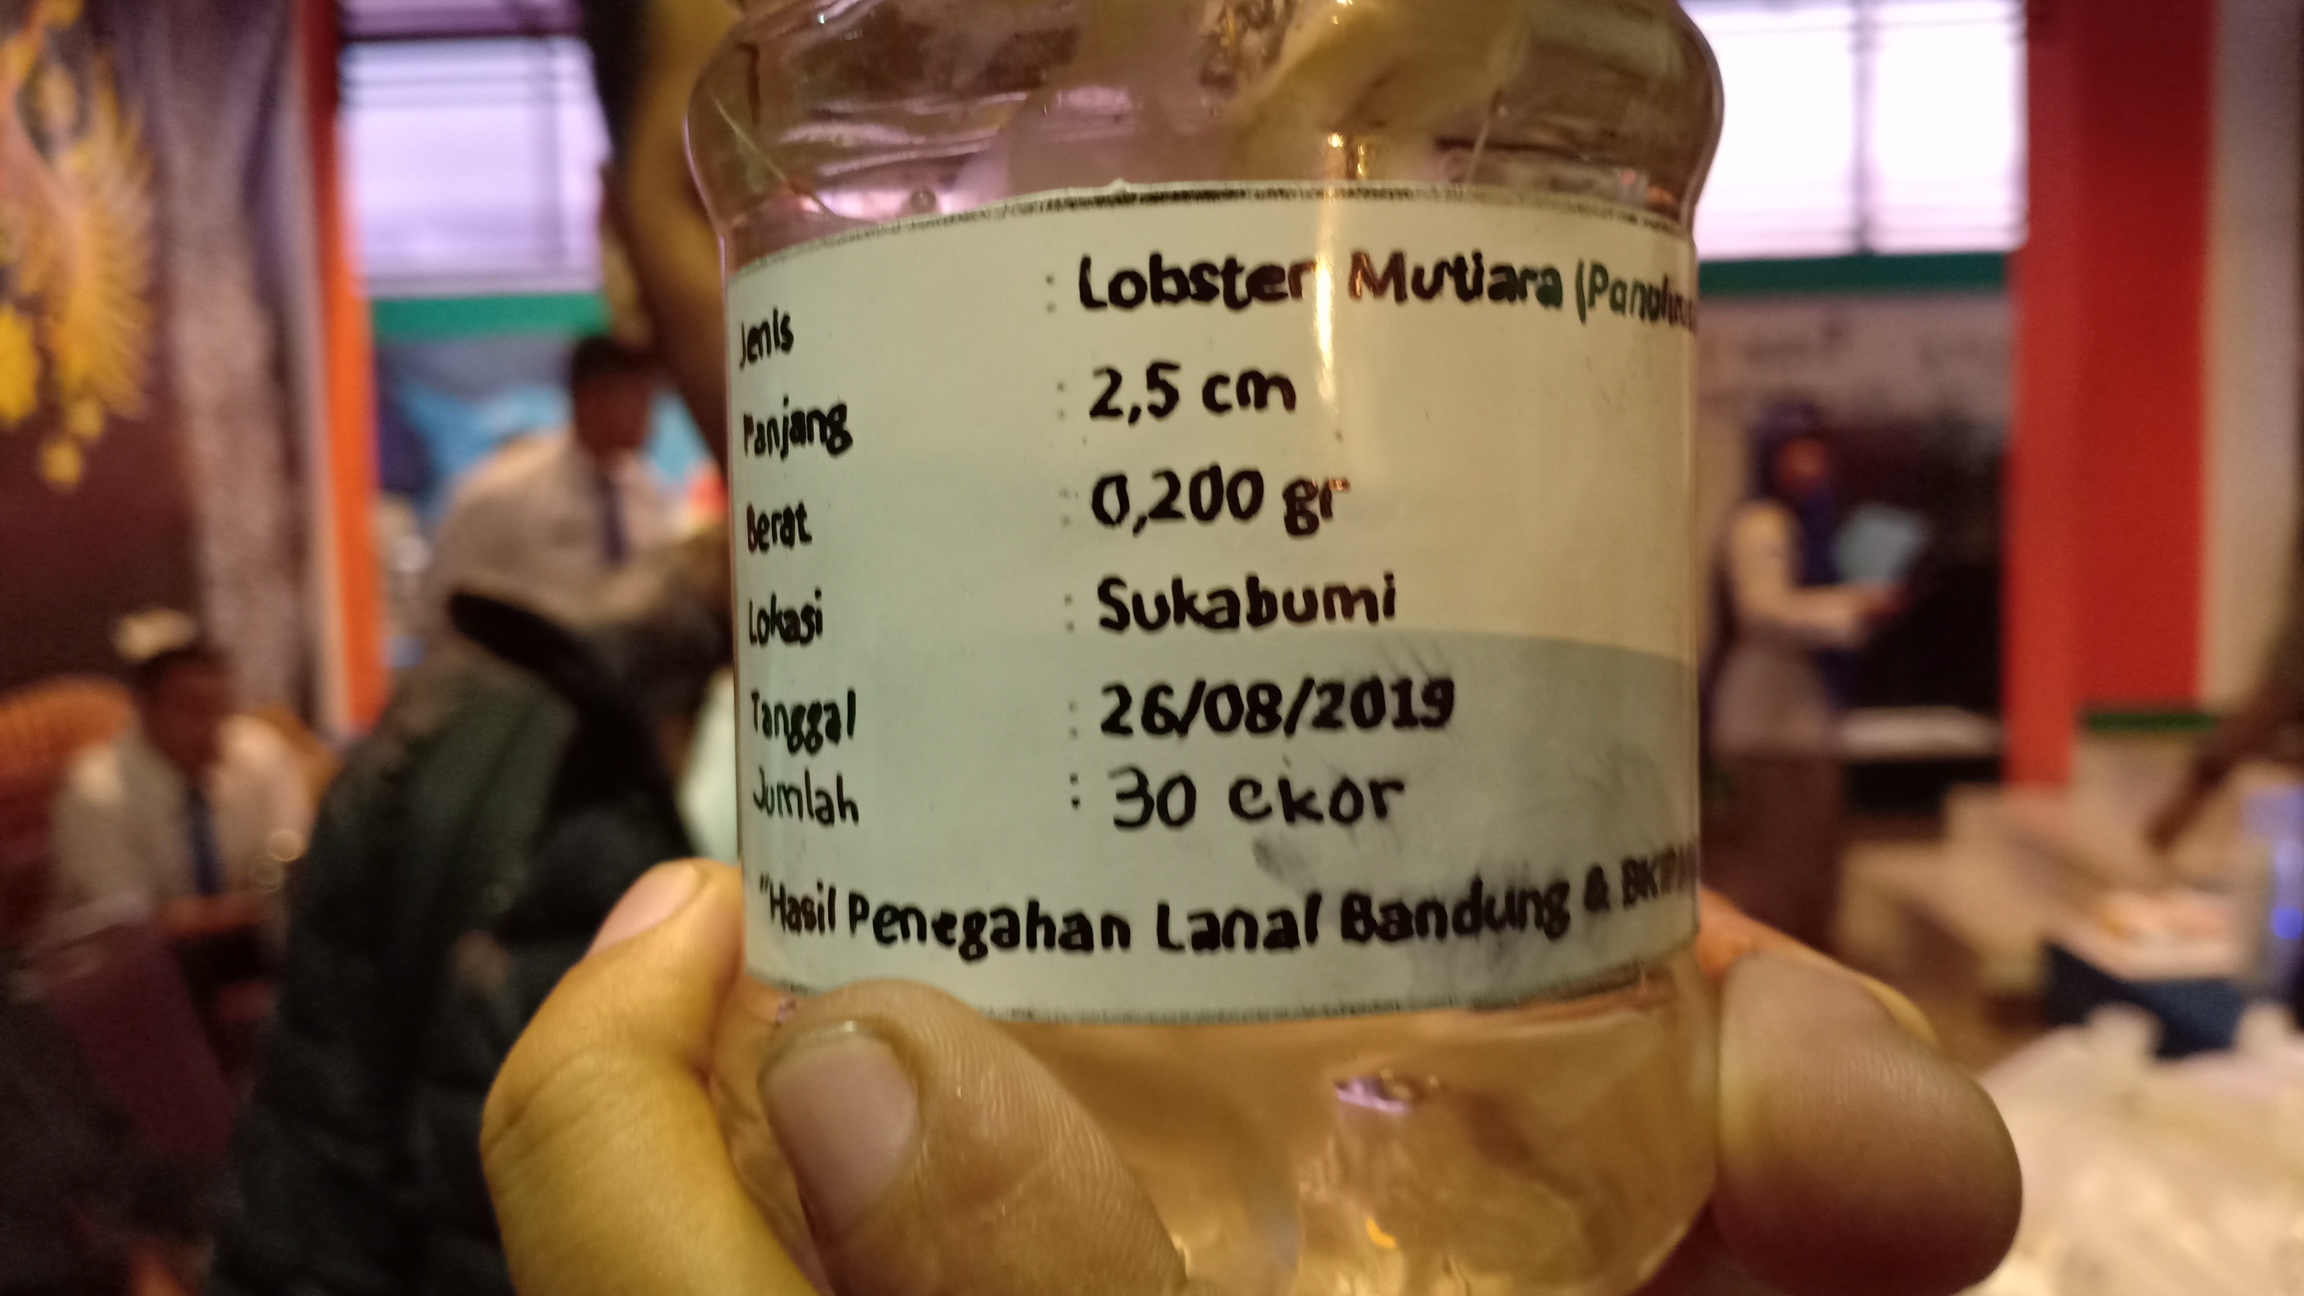 Jenis : Lobster Mutiara (Panulirus
Panjang : 2,5 cm
Berat : 0,200 gr
Lokasi : Sukabumi
Tanggal : 26/08/2019
Jumlah : 30 ekor
"Hasil Penegahan Lanal Bandung &